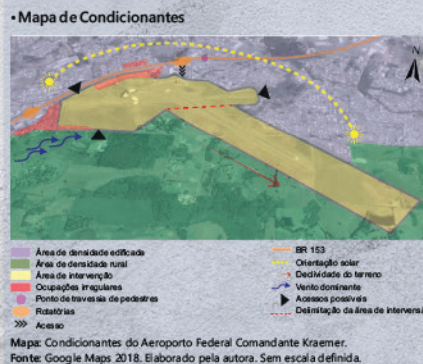 • Mapa de Condicionantes
N
Área de densidade edificada
Área de densidade rural
Área de intervenção
Ocupações irregulares
Ponto de travessia de pedestres
Rotatórias
Acesso
BR 153
Orientação solar
Declividade do terreno
Vento dominante
Acessos possíveis
Delimitação da área de intervensã
Mapa: Condicionantes do Aeroporto Federal Comandante Kraemer.
Fonte: Google Maps 2018. Elaborado pela autora. Sem escala definida.